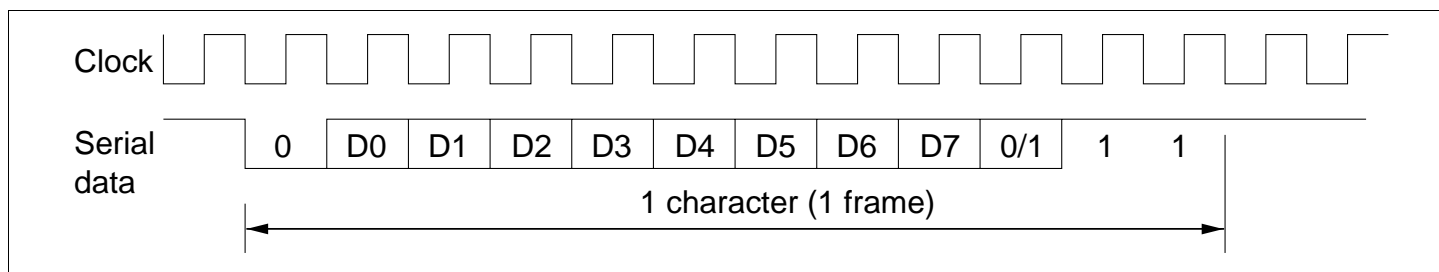 Clock
Serial
data
0 D0 D1 D2 D3 D4 D5 D6 D7 0/1 1 1
1 character (1 frame)